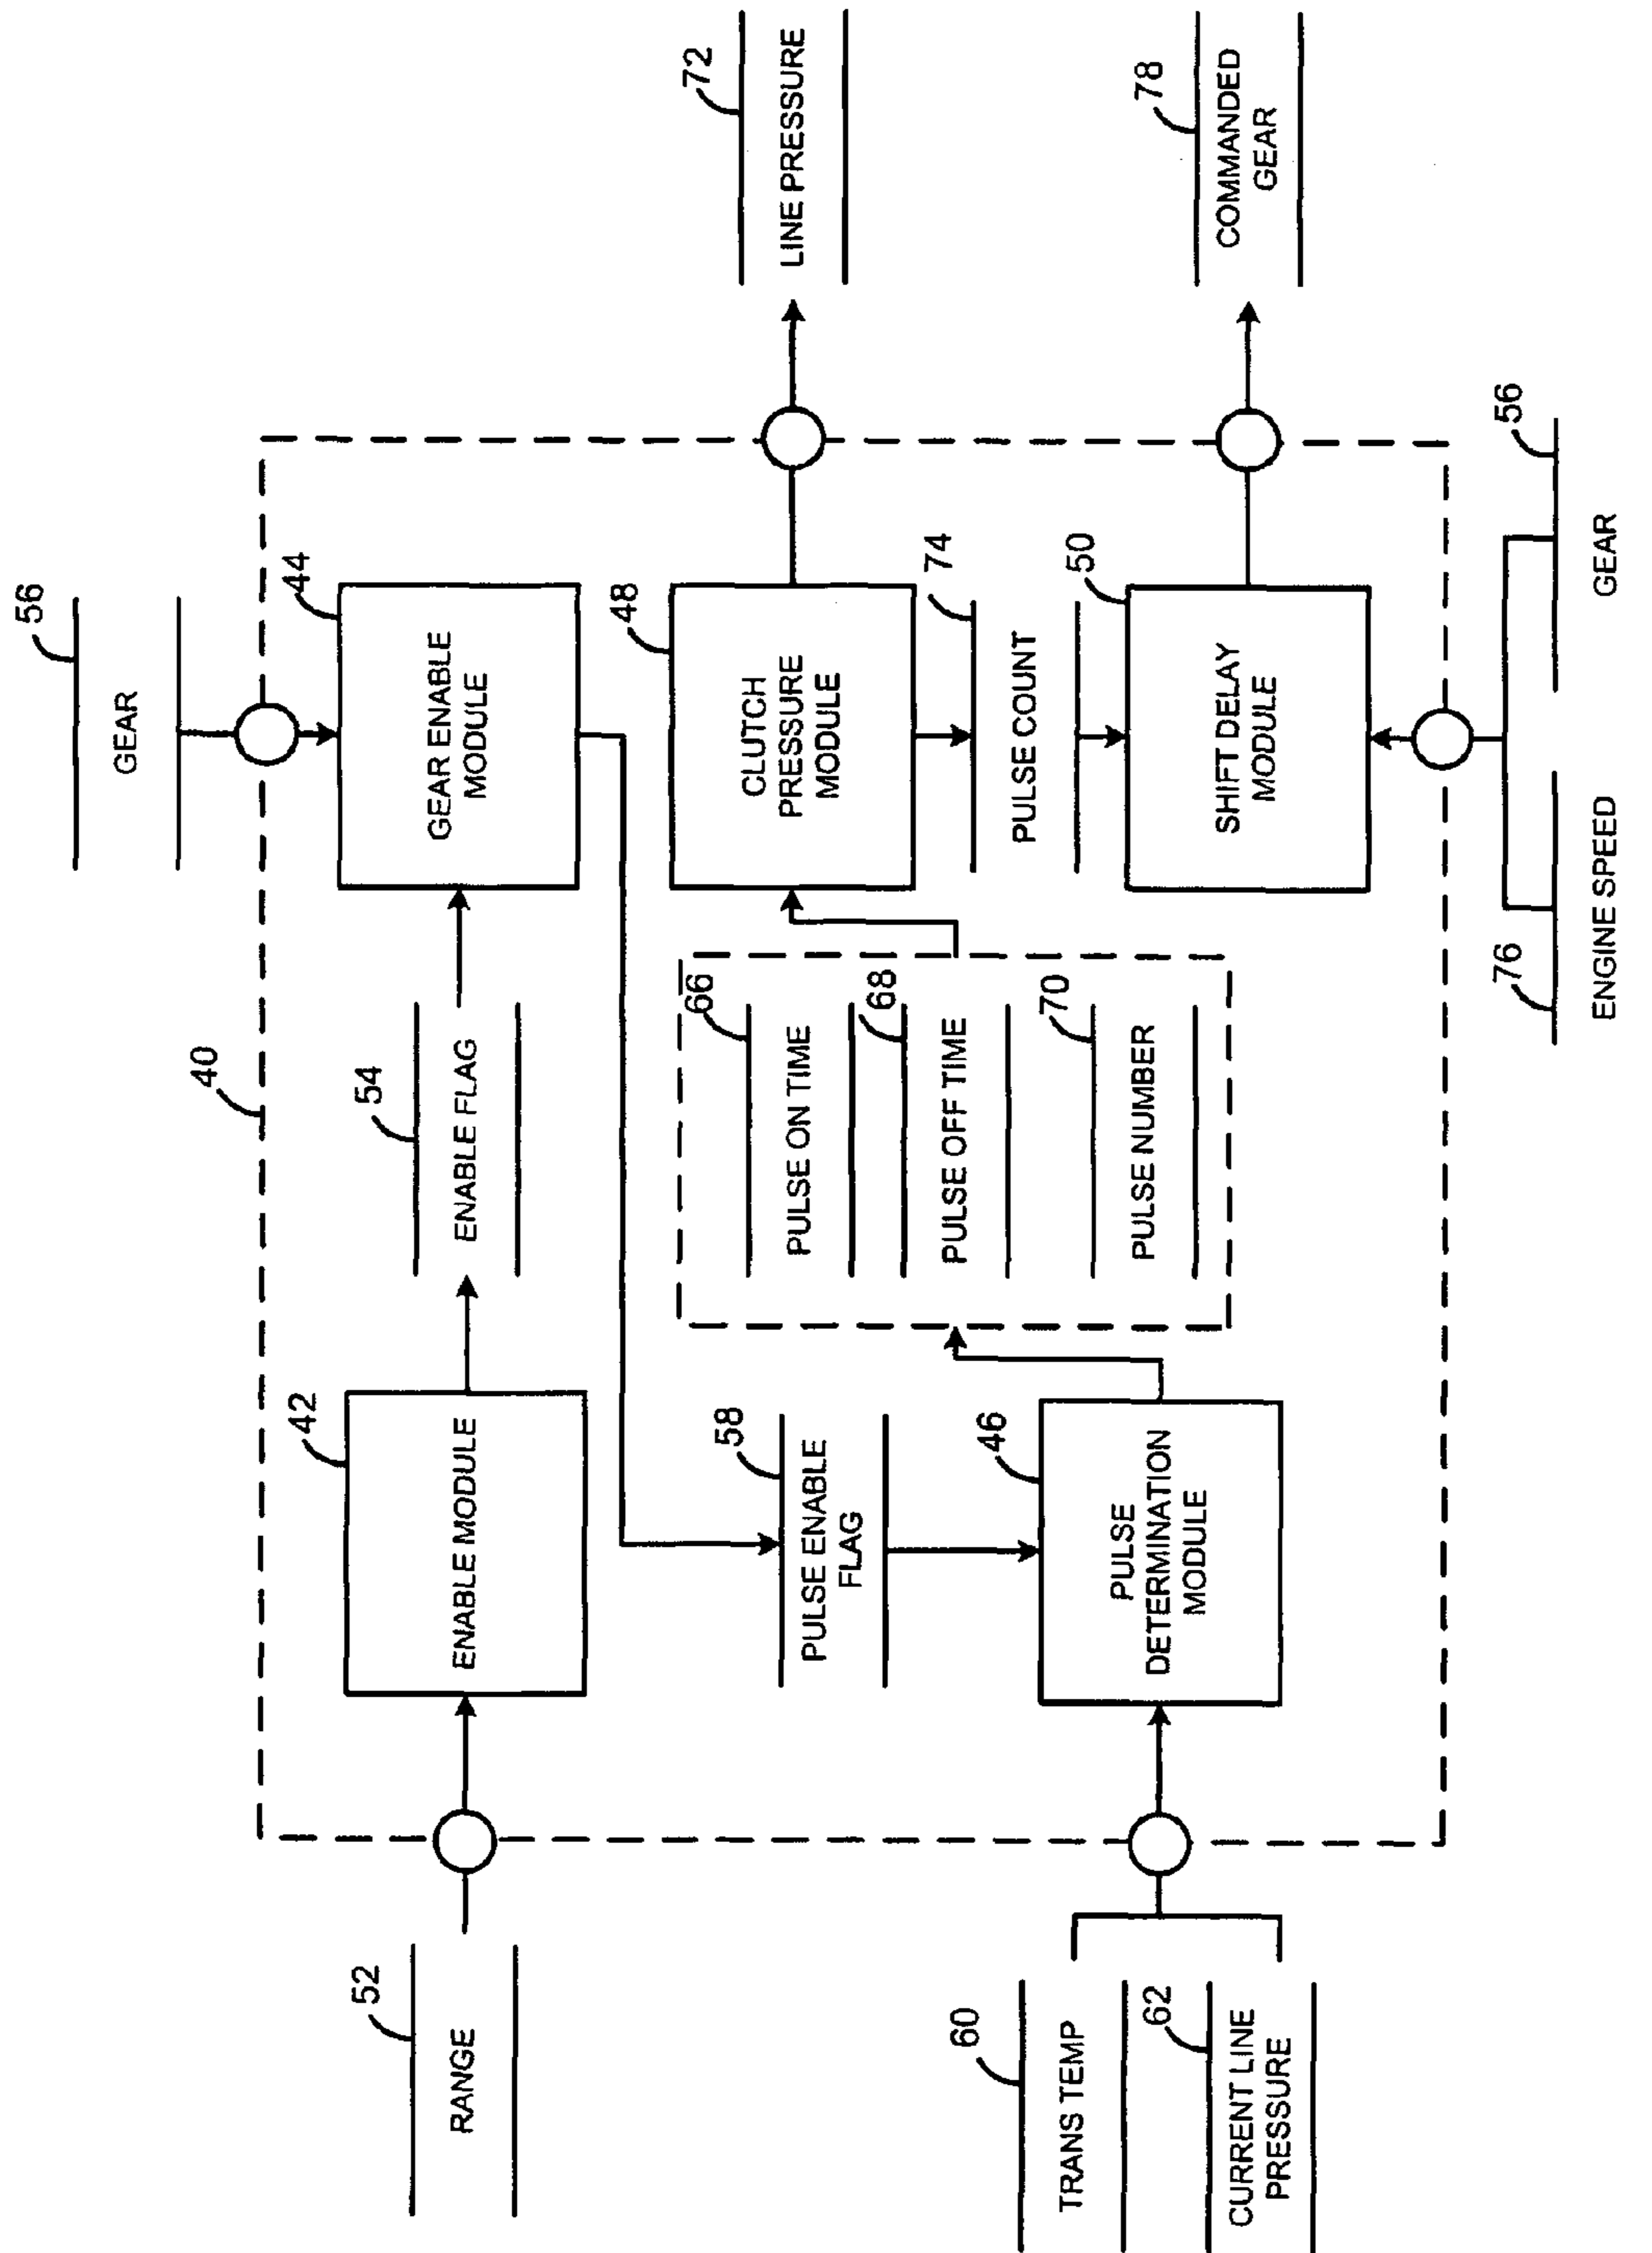 56
GEAR
40
42
ENABLE MODULE
54
ENABLE FLAG
44
GEAR ENABLE
MODULE
52
RANGE
72
LINE PRESSURE
58
PULSE ENABLE
FLAG
66
PULSE ON TIME
68
PULSE OFF TIME
70
PULSE NUMBER
48
CLUTCH
PRESSURE
MODULE
74
PULSE COUNT
60
TRANS TEMP
62
CURRENT LINE
PRESSURE
46
PULSE
DETERMINATION
MODULE
50
SHIFT DELAY
MODULE
78
COMMANDED
GEAR
76
ENGINE SPEED
56
GEAR